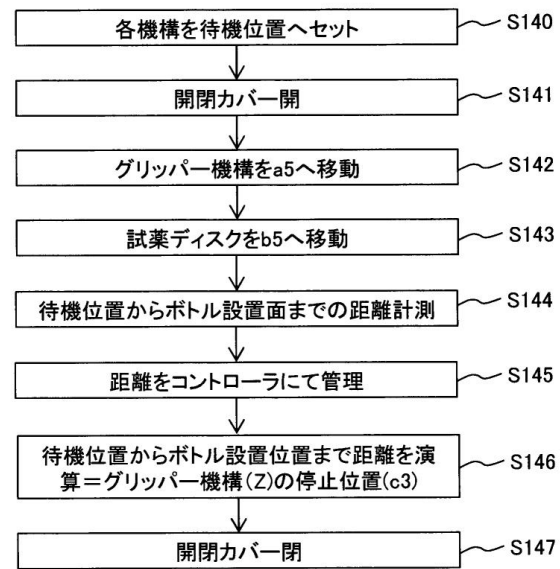 各機構を待機位置へセット S140
開閉カバー開 S141
グリッパー機構をa5へ移動 S142
試薬ディスクをb5へ移動 S143
待機位置からボトル設置面までの距離計測 S144
距離をコントローラにて管理 S145
待機位置からボトル設置位置まで距離を演
算=グリッパー機構(Z)の停止位置(c3) S146
開閉カバー閉 S147